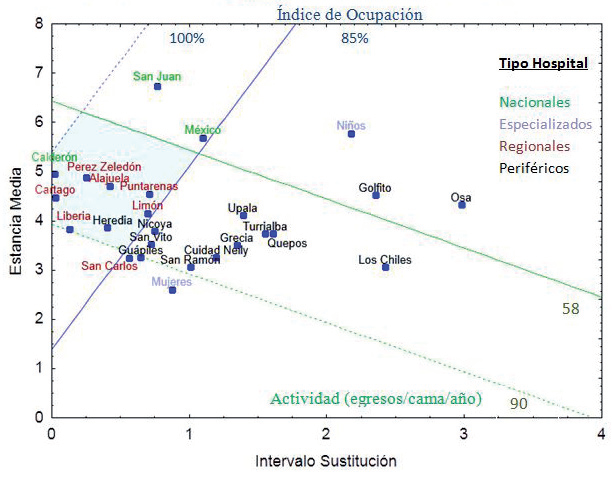 Índice de Ocupación
100%
85%
Tipo Hospital
Nacionales
Especializados
Regionales
Periféricos
San Juan
México
Niños
Calderón
Perez Zeledón
Alajuela
Cartago
Puntarenas
Golfito
Osa
Limón
Upala
Liberia
Heredia
Nicoya
Turrialba
San Vito
Grecia
Quepos
Guápiles
Cuidad Nelly
San Carlos
San Ramón
Los Chiles
Mujeres
58
Actividad (egresos/cama/año)
90
Estancia Media
8
7
6
5
4
3
2
1
0
0 1 2 3 4
Intervalo Sustitución